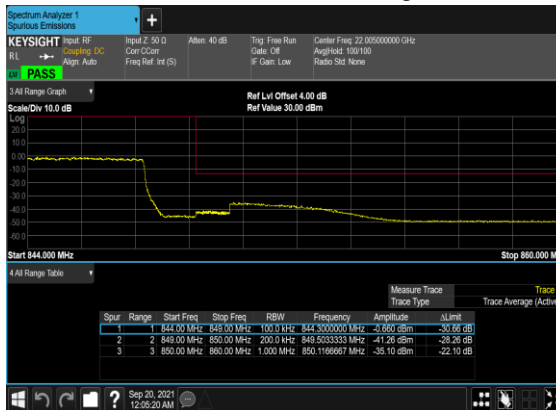 Spectrum Analyzer 1
Spurious Emissions
+
KEYSIGHT Input: RF Input Z: 50 Ω Atten: 40 dB Trig: Free Run Center Freq: 22.005000000 GHz
RL Coupling: DC Corr CCorr Gate: Off Avg|Hold: 100/100
Align: Auto Freq Ref: Int (S) IF Gain: Low Radio Std: None
PASS
3 All Range Graph
Ref Lvl Offset 4.00 dB
Scale/Div 10.0 dB Ref Value 30.00 dBm
Log
20.0
10.0
0.00
-10.0
-20.0
-30.0
-40.0
-50.0
-60.0
Start 844.000 MHz Stop 860.000 M
4 All Range Table
Measure Trace Trace
Trace Type Trace Average (Active
Spur Range Start Freq Stop Freq RBW Frequency Amplitude ΔLimit
1 1 844.00 MHz 849.00 MHz 100.0 kHz 844.3000000 MHz -0.660 dBm -30.66 dB
2 2 849.00 MHz 850.00 MHz 200.0 kHz 849.5033333 MHz -41.26 dBm -28.26 dB
3 3 850.00 MHz 860.00 MHz 1.000 MHz 850.1166667 MHz -35.10 dBm -22.10 dB
? Sep 20, 2021
12:05:20 AM